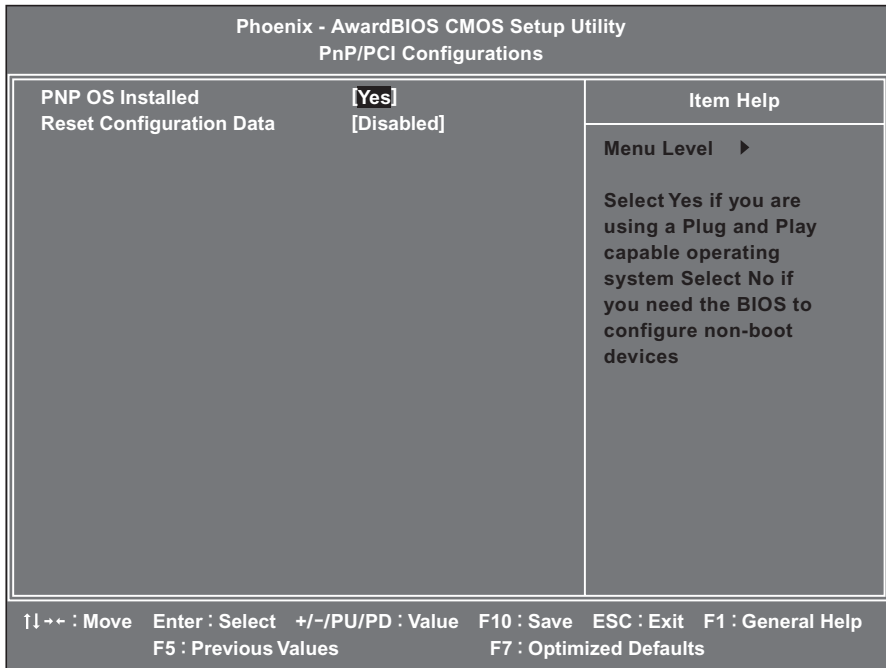 Phoenix - AwardBIOS CMOS Setup Utility
PnP/PCI Configurations
PNP OS Installed [Yes]
Reset Configuration Data [Disabled]
Item Help
Menu Level ▶
Select Yes if you are
using a Plug and Play
capable operating
system Select No if
you need the BIOS to
configure non-boot
devices
↑↓→← : Move Enter : Select +/-/PU/PD : Value F10 : Save ESC : Exit F1 : General Help
F5 : Previous Values F7 : Optimized Defaults